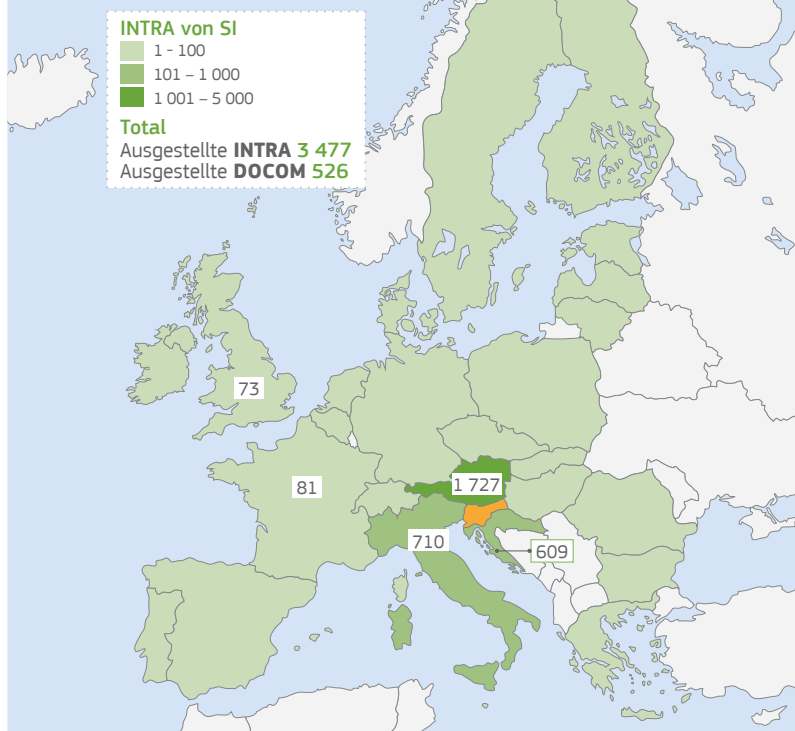 INTRA von SI
1 - 100
101 – 1 000
1 001 – 5 000
Total
Ausgestellte INTRA 3 477
Ausgestellte DOCOM 526
73
81
1 727
710
609